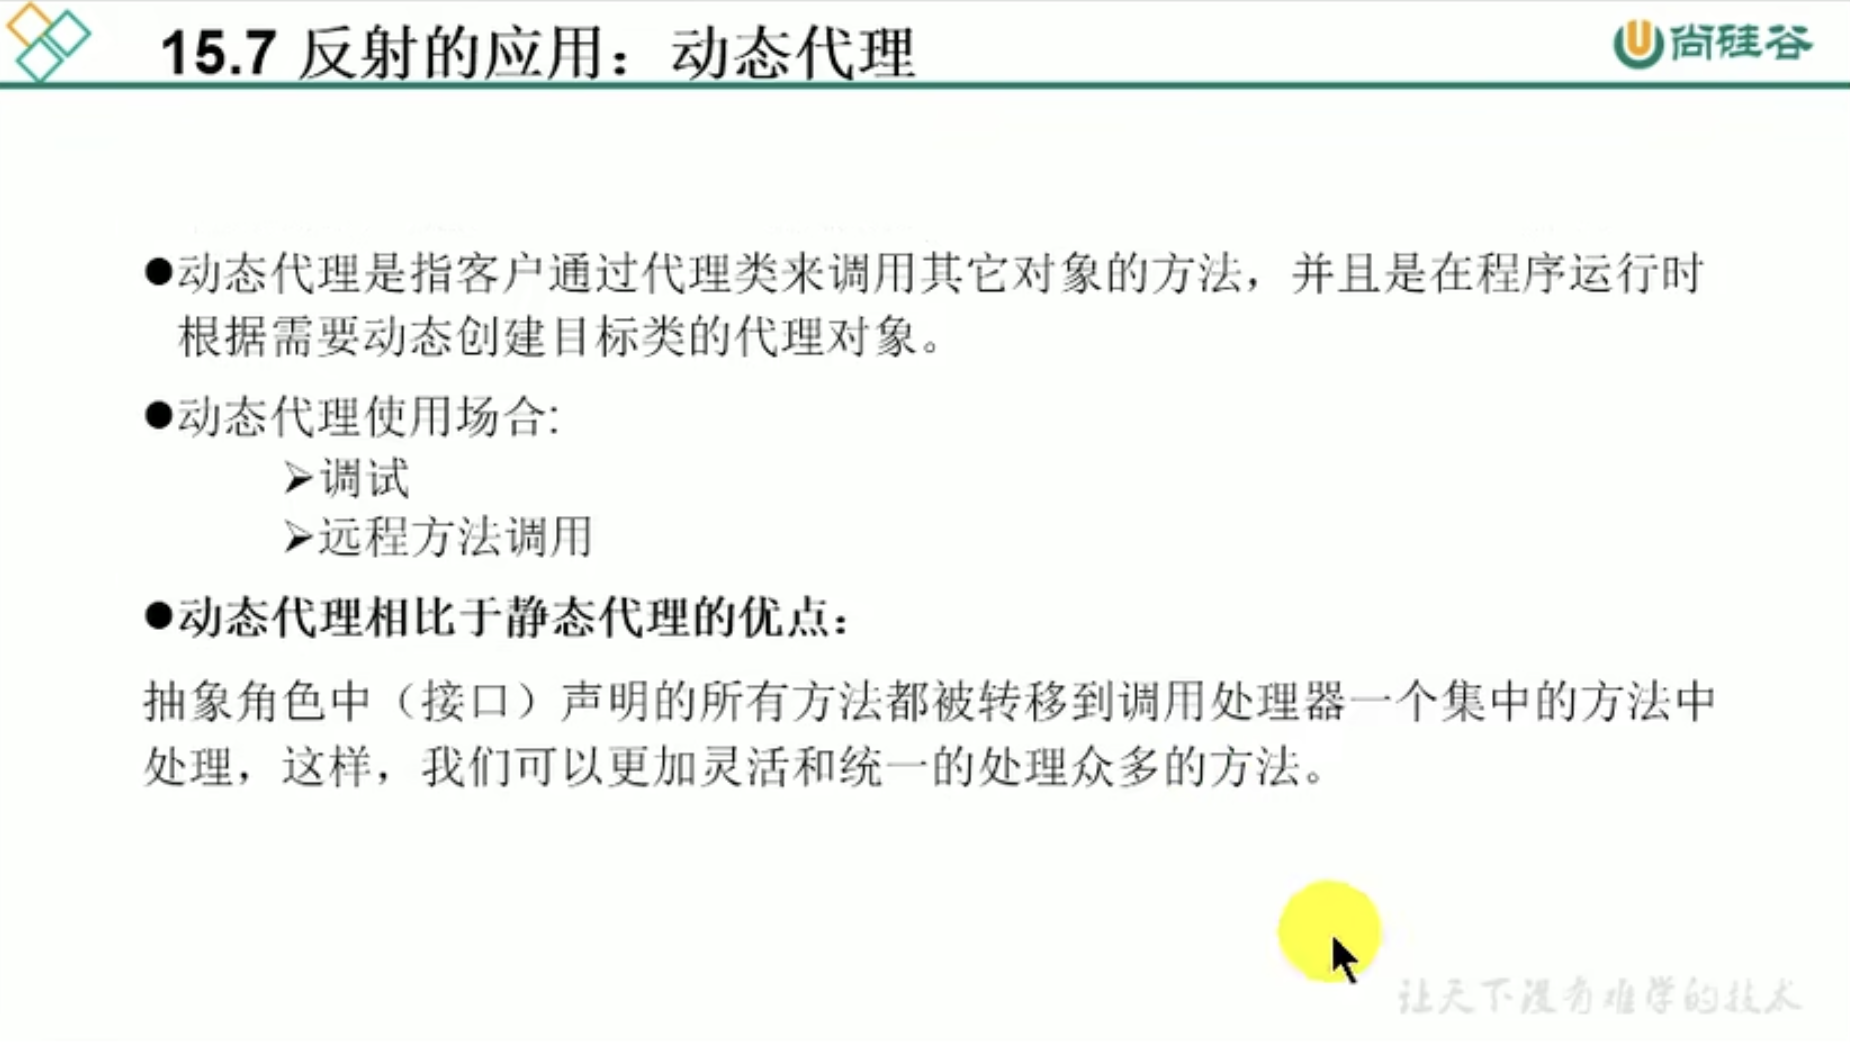 15.7 反射的应用：动态代理
尚硅谷
●动态代理是指客户通过代理类来调用其它对象的方法，并且是在程序运行时
根据需要动态创建目标类的代理对象。
●动态代理使用场合:
➢调试
➢远程方法调用
●动态代理相比于静态代理的优点：
抽象角色中（接口）声明的所有方法都被转移到调用处理器一个集中的方法中
处理，这样，我们可以更加灵活和统一的处理众多的方法。
让天下没有难学的技术